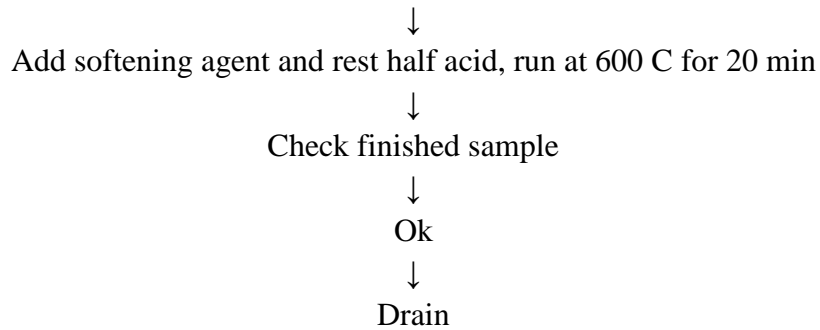 ↓
Add softening agent and rest half acid, run at 600 C for 20 min
↓
Check finished sample
↓
Ok
↓
Drain